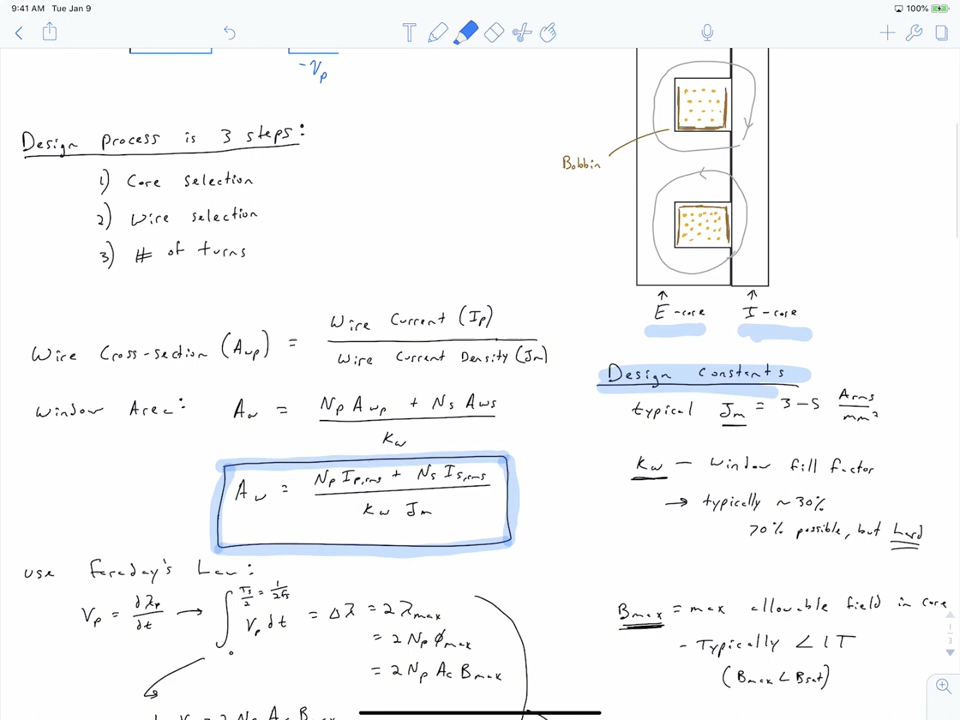 9:41 AM Tue Jan 9
100%
-Vp
Design process is 3 steps:
1) Core selection
2) Wire selection
3) # of turns
Bobbin
E-core I-core
Wire Cross-section (Awp) = Wire Current (Ip) / Wire Current Density (Jm)
Window Area: Aw = Np Awp + Ns Aws / kw
Aw = Np Ip,rms + Ns Is,rms / kw Jm
Design constants
typical Jm = 3-5 Arms / mm²
kw - window fill factor
→ typically ~30%
70% possible, but Hard
use Faraday's Law:
Vp = dλp/dt → ∫₀^(Ts/2 = 1/2fs) Vp dt = Δλ = 2λmax
= 2 Np ϕmax
= 2 Np Ac Bmax
Bmax = max allowable field in core
- Typically < 1T
(Bmax < Bsat)
= 2 Np Ac Bmax